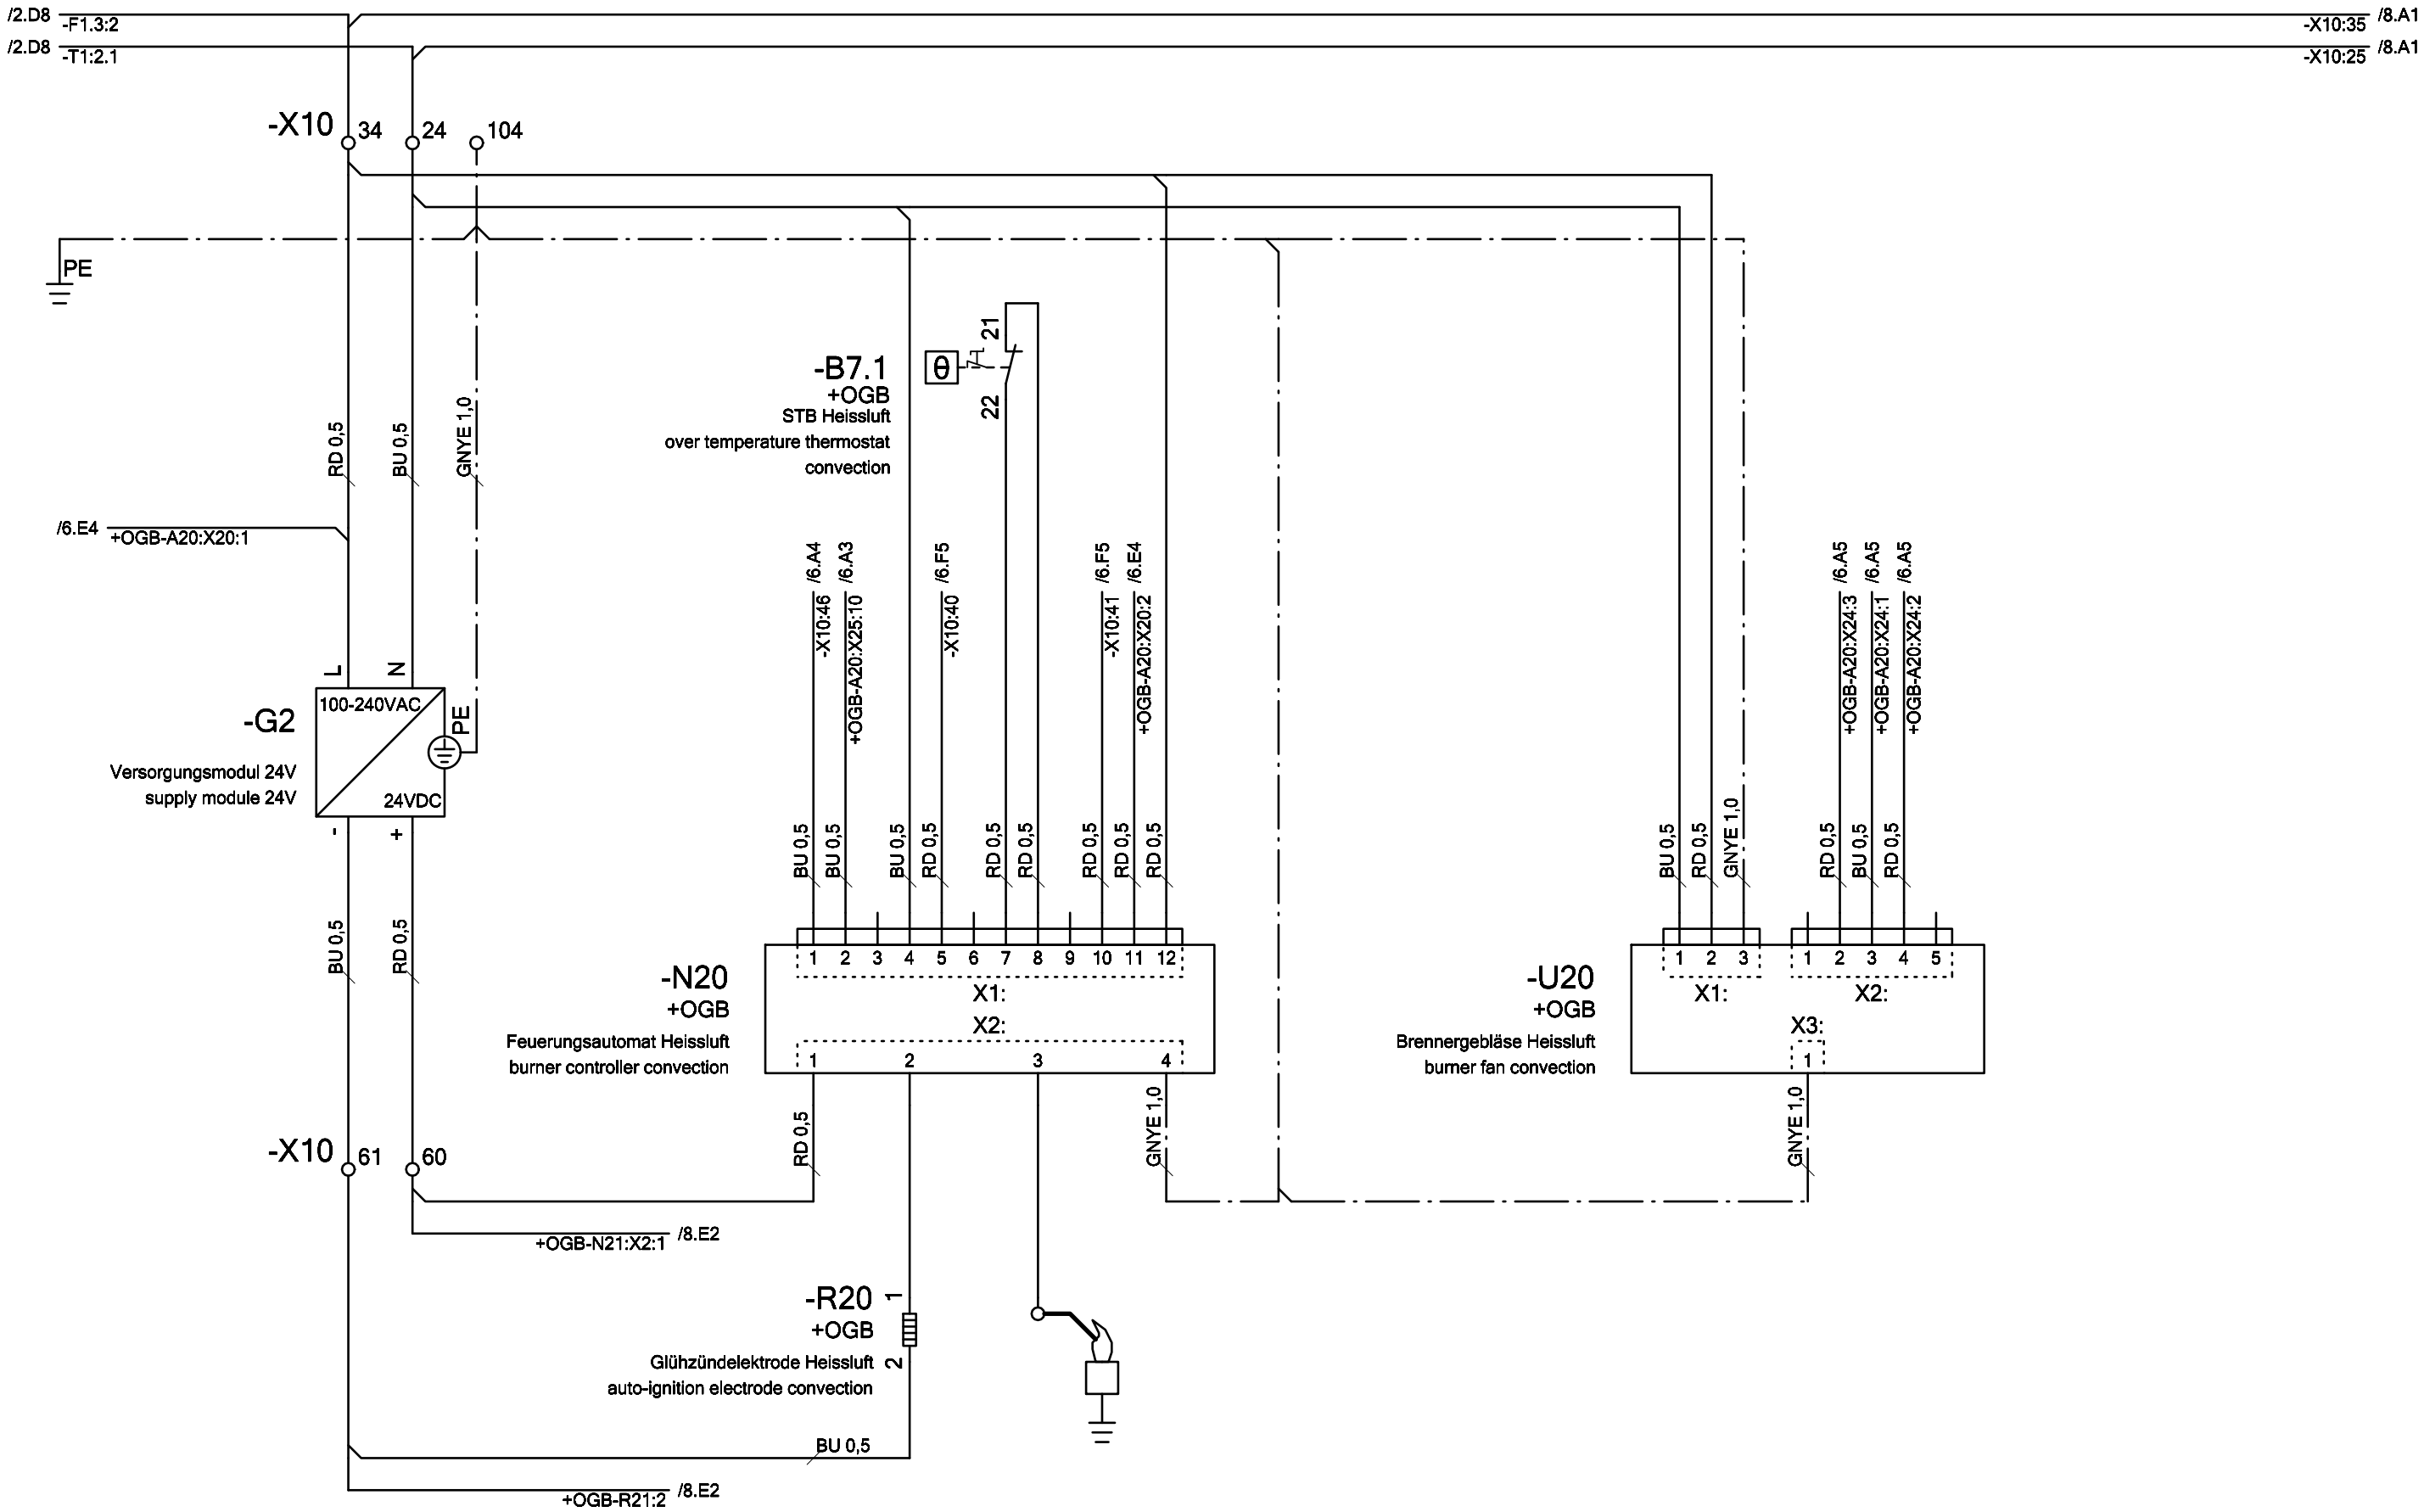 /2.D8
-F1.3:2
-X10:35
/8.A1
/2.D8
-T1:2.1
-X10:25
/8.A1
-X10
34
24
104
PE
RD 0,5
BU 0,5
GNYE 1,0
21
22
θ
-B7.1
+OGB
STB Heissluft
over temperature thermostat
convection
/6.E4
+OGB-A20:X20:1
/6.A4
-X10:46
/6.A3
+OGB-A20:X25:10
/6.F5
-X10:40
/6.F5
-X10:41
/6.E4
+OGB-A20:X20:2
/6.A5
+OGB-A20:X24:3
/6.A5
+OGB-A20:X24:1
/6.A5
+OGB-A20:X24:2
L
N
100-240VAC
PE
-G2
Versorgungsmodul 24V
supply module 24V
24VDC
-
+
BU 0,5
BU 0,5
BU 0,5
RD 0,5
RD 0,5
RD 0,5
RD 0,5
RD 0,5
RD 0,5
BU 0,5
RD 0,5
GNYE 1,0
RD 0,5
BU 0,5
RD 0,5
BU 0,5
RD 0,5
-N20
+OGB
Feuerungsautomat Heissluft
burner controller convection
1 2 3 4 5 6 7 8 9 10 11 12
X1:
X2:
1 2 3 4
-U20
+OGB
Brennergebläse Heissluft
burner fan convection
1 2 3
X1:
1 2 3 4 5
X2:
X3:
1
RD 0,5
GNYE 1,0
GNYE 1,0
-X10
61
60
+OGB-N21:X2:1
/8.E2
-R20
+OGB
1
2
Glühzündelektrode Heissluft
auto-ignition electrode convection
BU 0,5
+OGB-R21:2
/8.E2